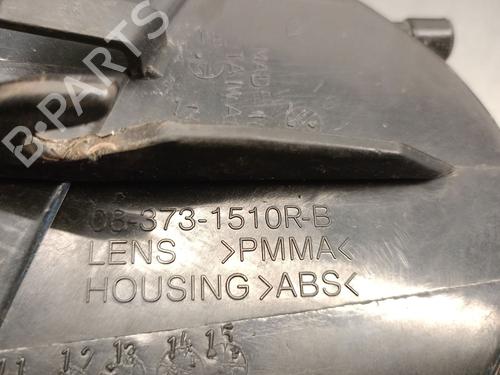 B-PARTS
MADE IN
TAIWAN
08-373-1510R-B
LENS >PMMA<
HOUSING >ABS<
11 12 13 14 15